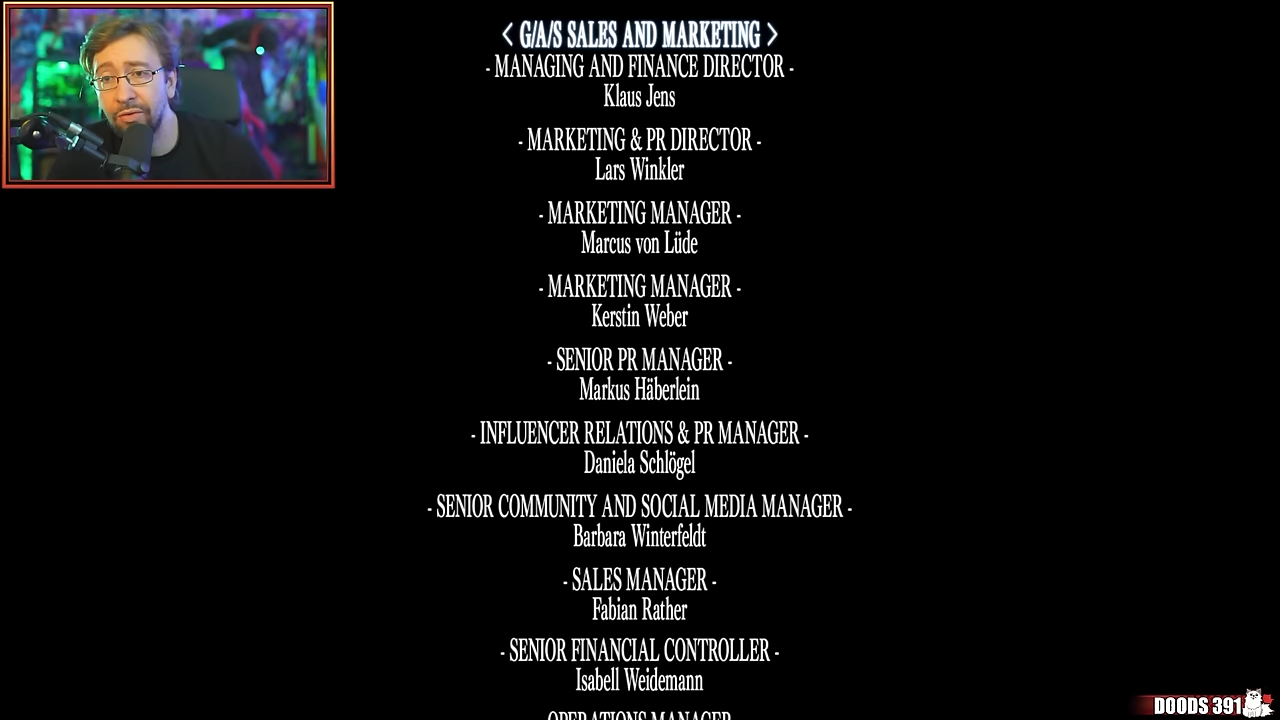 < G/A/S SALES AND MARKETING >
- MANAGING AND FINANCE DIRECTOR -
Klaus Jens
- MARKETING & PR DIRECTOR -
Lars Winkler
- MARKETING MANAGER -
Marcus von Lüde
- MARKETING MANAGER -
Kerstin Weber
- SENIOR PR MANAGER -
Markus Häberlein
- INFLUENCER RELATIONS & PR MANAGER -
Daniela Schlögel
- SENIOR COMMUNITY AND SOCIAL MEDIA MANAGER -
Barbara Winterfeldt
- SALES MANAGER -
Fabian Rather
- SENIOR FINANCIAL CONTROLLER -
Isabell Weidemann
OPERATIONS MANAGER
DOODS 391